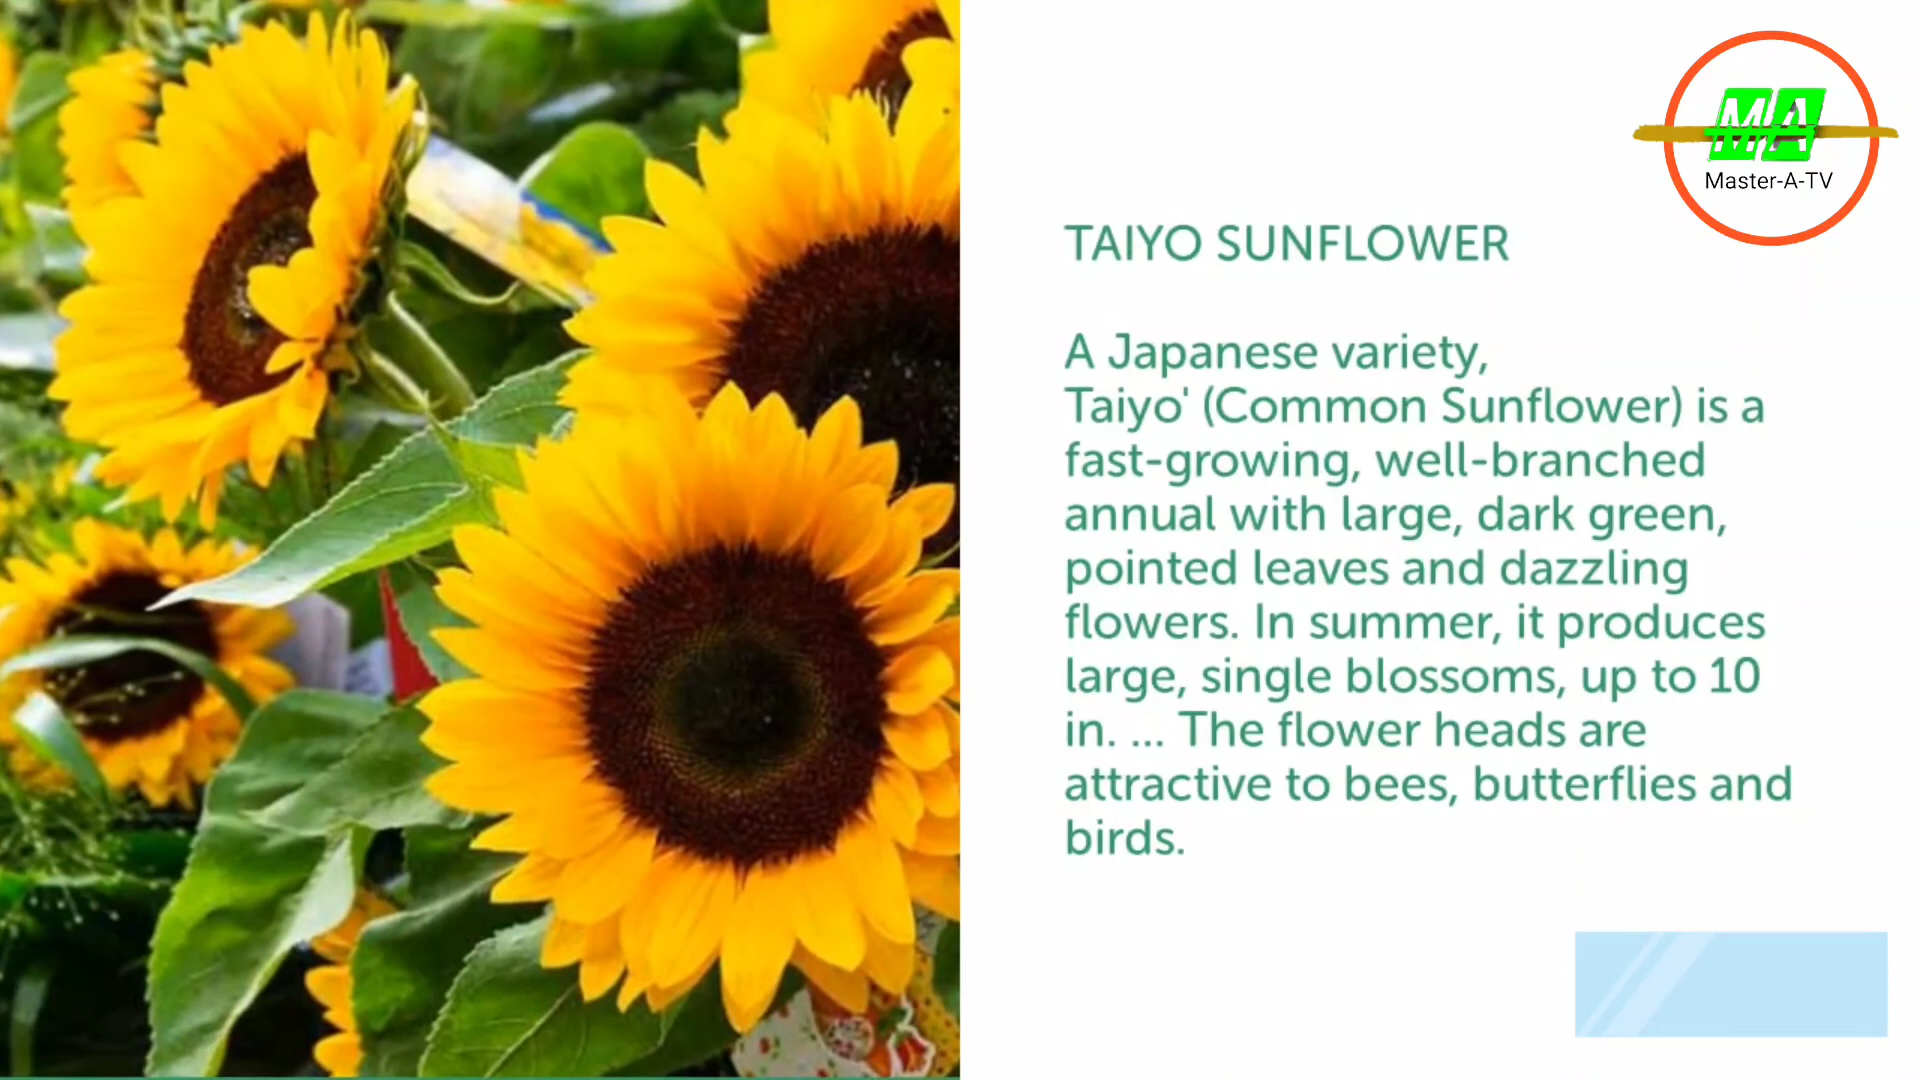 MA
Master-A-TV
TAIYO SUNFLOWER
A Japanese variety,
Taiyo' (Common Sunflower) is a
fast-growing, well-branched
annual with large, dark green,
pointed leaves and dazzling
flowers. In summer, it produces
large, single blossoms, up to 10
in. ... The flower heads are
attractive to bees, butterflies and
birds.